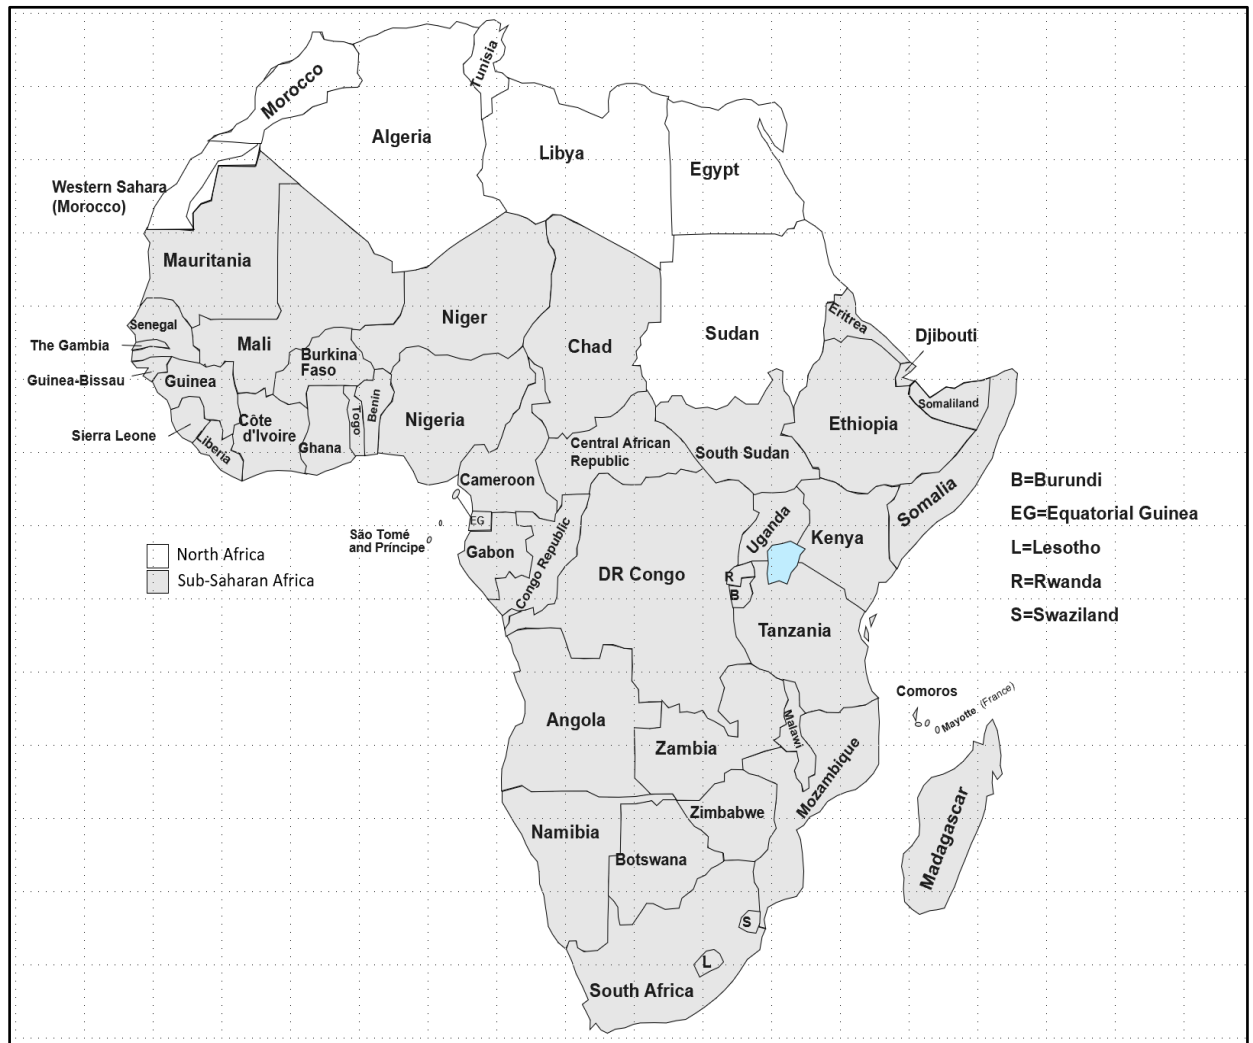 Morocco
Tunisia
Algeria
Libya
Egypt
Western Sahara
(Morocco)
Mauritania
Senegal
The Gambia
Guinea-Bissau
Guinea
Sierra Leone
Liberia
Mali
Burkina
Faso
Côte
d'Ivoire
Ghana
Togo
Benin
Niger
Nigeria
Chad
Sudan
Eritrea
Djibouti
Somaliland
Ethiopia
Somalia
Central African
Republic
South Sudan
Cameroon
EG
São Tomé
and Príncipe
Gabon
Congo Republic
DR Congo
Uganda
Kenya
R
B
Tanzania
B=Burundi
EG=Equatorial Guinea
L=Lesotho
R=Rwanda
S=Swaziland
North Africa
Sub-Saharan Africa
Angola
Zambia
Malawi
Mozambique
Comoros
Mayotte (France)
Madagascar
Zimbabwe
Namibia
Botswana
S
L
South Africa